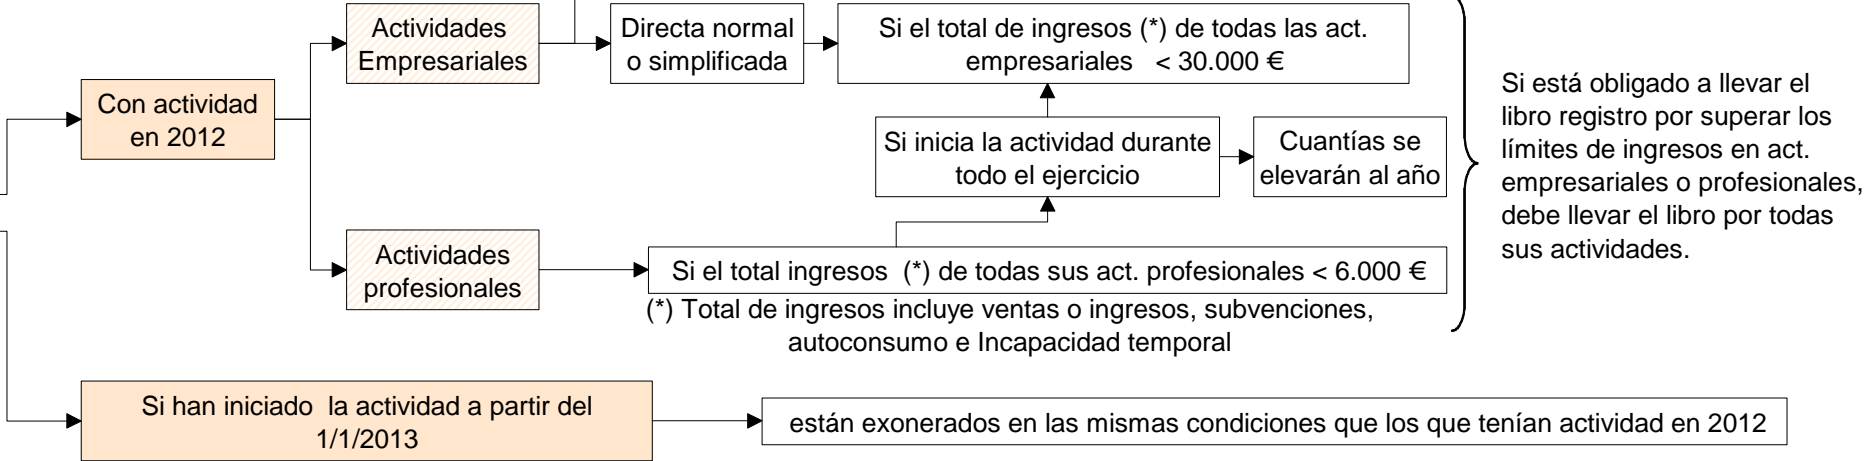 Actividades
Empresariales
Directa normal
o simplificada
Si el total de ingresos (*) de todas las act.
empresariales < 30.000 €
Con actividad
en 2012
Si inicia la actividad durante
todo el ejercicio
Cuantías se
elevarán al año
Si está obligado a llevar el
libro registro por superar los
límites de ingresos en act.
empresariales o profesionales,
debe llevar el libro por todas
sus actividades.
Actividades
profesionales
Si el total ingresos (*) de todas sus act. profesionales < 6.000 €
(*) Total de ingresos incluye ventas o ingresos, subvenciones,
autoconsumo e Incapacidad temporal
Si han iniciado la actividad a partir del
1/1/2013
están exonerados en las mismas condiciones que los que tenían actividad en 2012